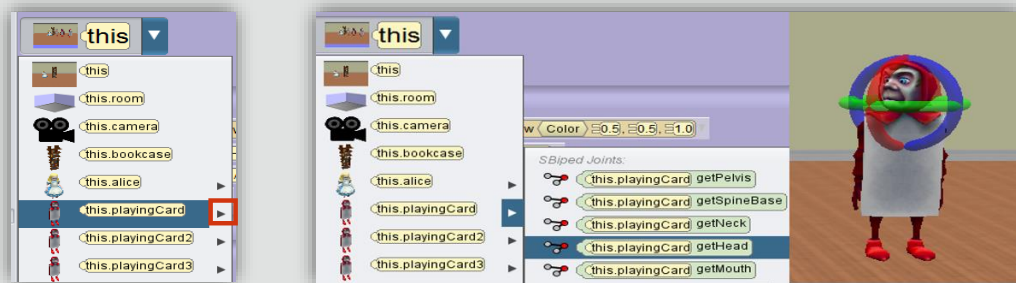 this
this
this.room
this.camera
this.bookcase
this.alice
this.playingCard
this.playingCard2
this.playingCard3
this
this
this.room
this.camera
this.bookcase
this.alice
this.playingCard
this.playingCard2
this.playingCard3
w Color 0.5, 0.5, 1.0
SBiped Joints:
this.playingCard getPelvis
this.playingCard getSpineBase
this.playingCard getNeck
this.playingCard getHead
this.playingCard getMouth